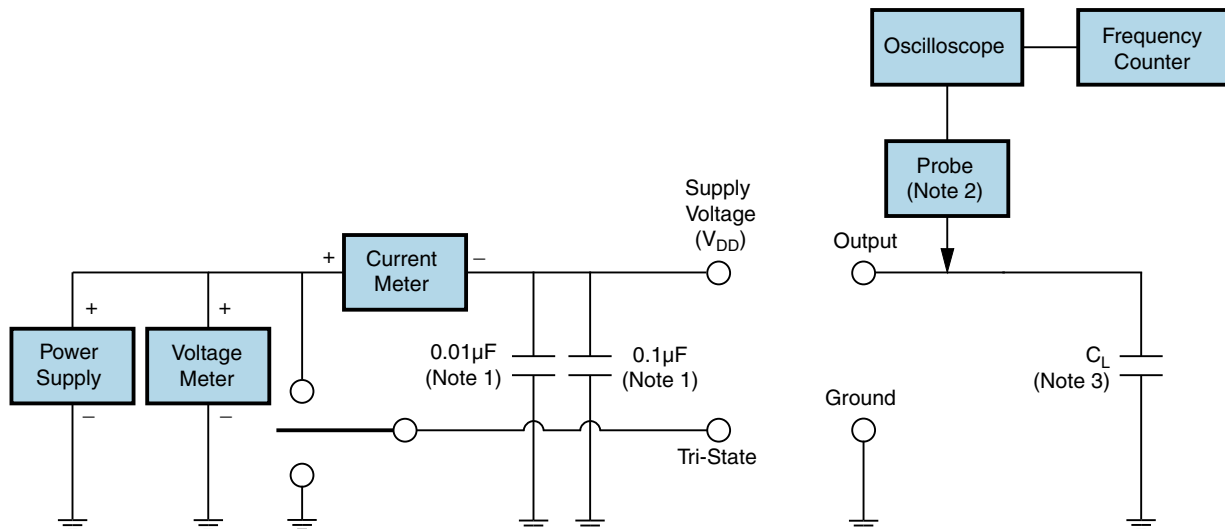 Oscilloscope
Frequency
Counter
Probe
(Note 2)
Supply
Voltage
(V_DD)
Output
+
Current
Meter
–
+
+
Power
Supply
Voltage
Meter
–
–
0.01µF
(Note 1)
0.1µF
(Note 1)
C_L
(Note 3)
Ground
Tri-State